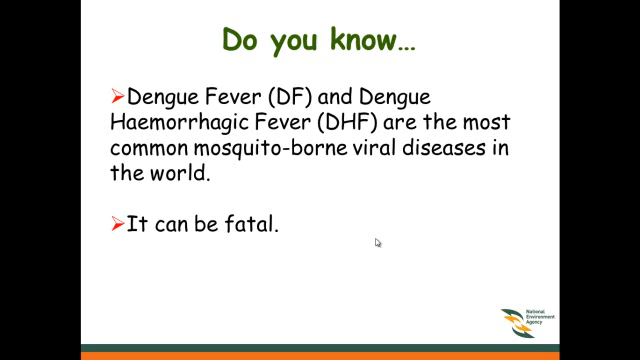 Do you know…
Dengue Fever (DF) and Dengue
Haemorrhagic Fever (DHF) are the most
common mosquito-borne viral diseases in
the world.
It can be fatal.
National
Environment
Agency